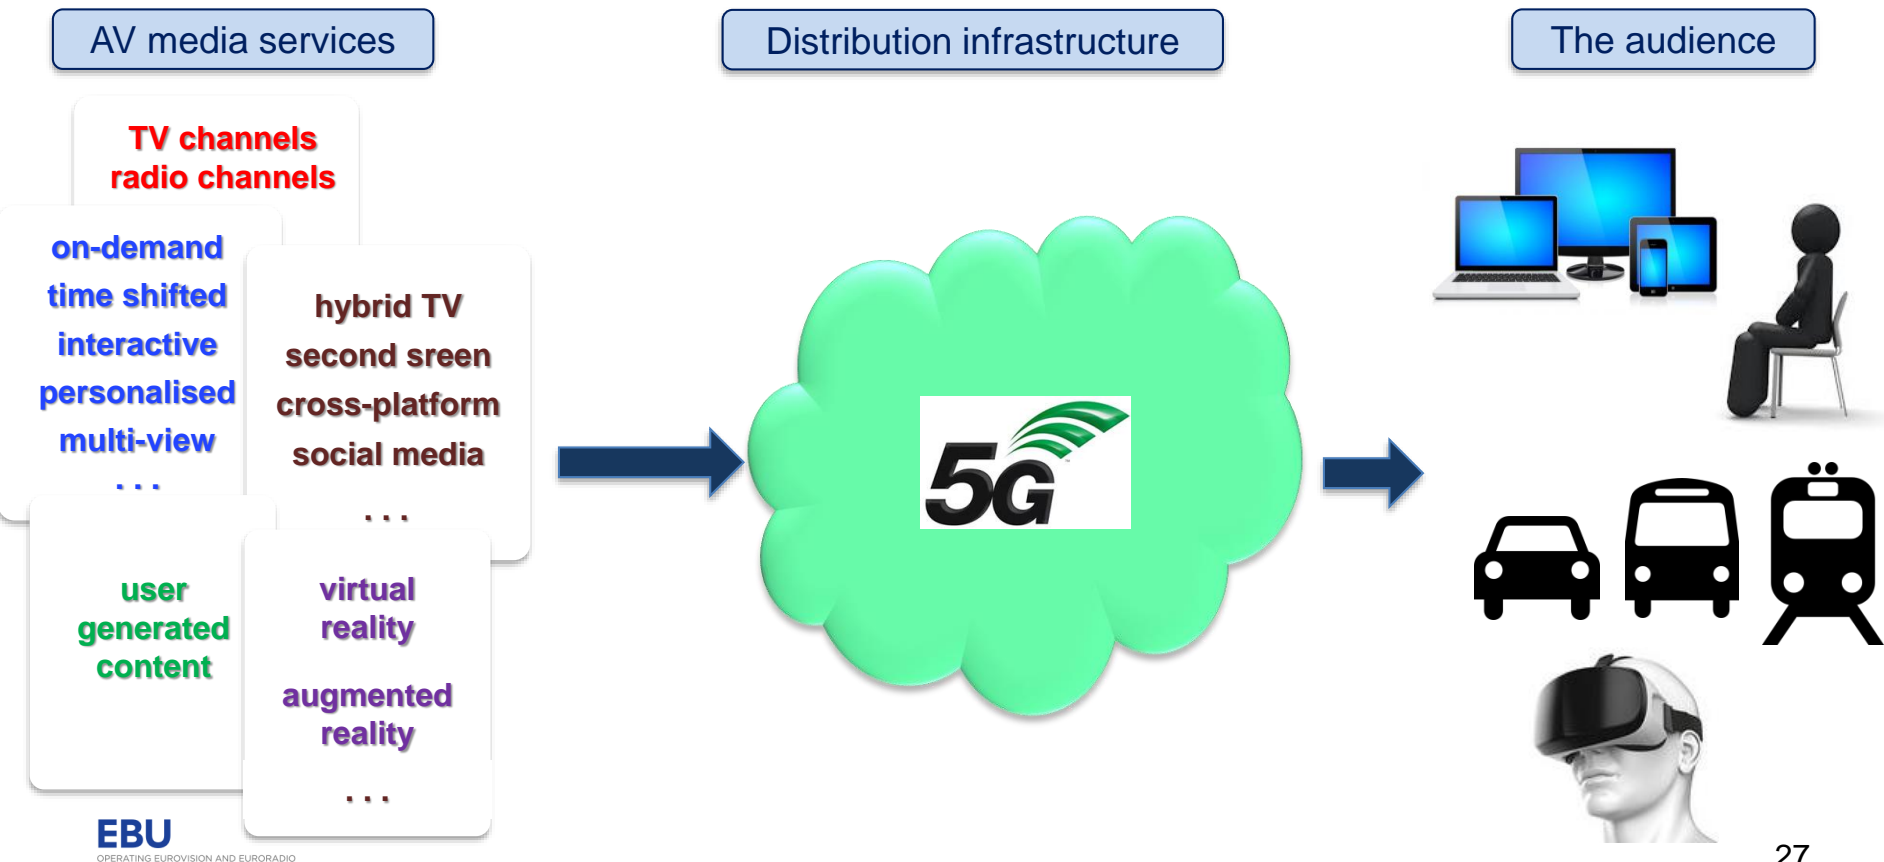 AV media services
Distribution infrastructure
The audience
TV channels
radio channels
on-demand
time shifted
interactive
personalised
multi-view
. . .
hybrid TV
second sreen
cross-platform
social media
. . .
user
generated
content
virtual
reality
augmented
reality
. . .
5G
™
EBU
OPERATING EUROVISION AND EURORADIO
27